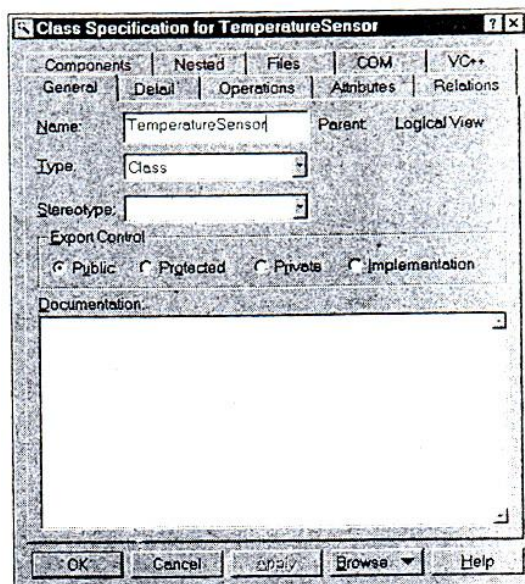 Class Specification for TemperatureSensor
Components Nested Files COM VC++
General Detail Operations Attributes Relations
Name: TemperatureSensor Parent: Logical View
Type: Class
Stereotype:
Export Control
Public Protected Private Implementation
Documentation:
OK Cancel Apply Browse Help